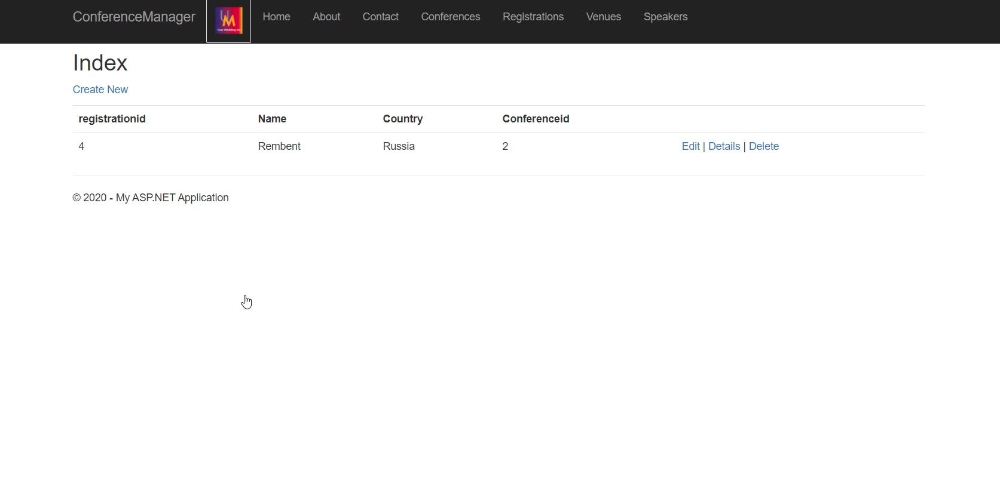 ConferenceManager Home About Contact Conferences Registrations Venues Speakers
Index
Create New
registrationid Name Country Conferenceid
4 Rembent Russia 2 Edit | Details | Delete
© 2020 - My ASP.NET Application